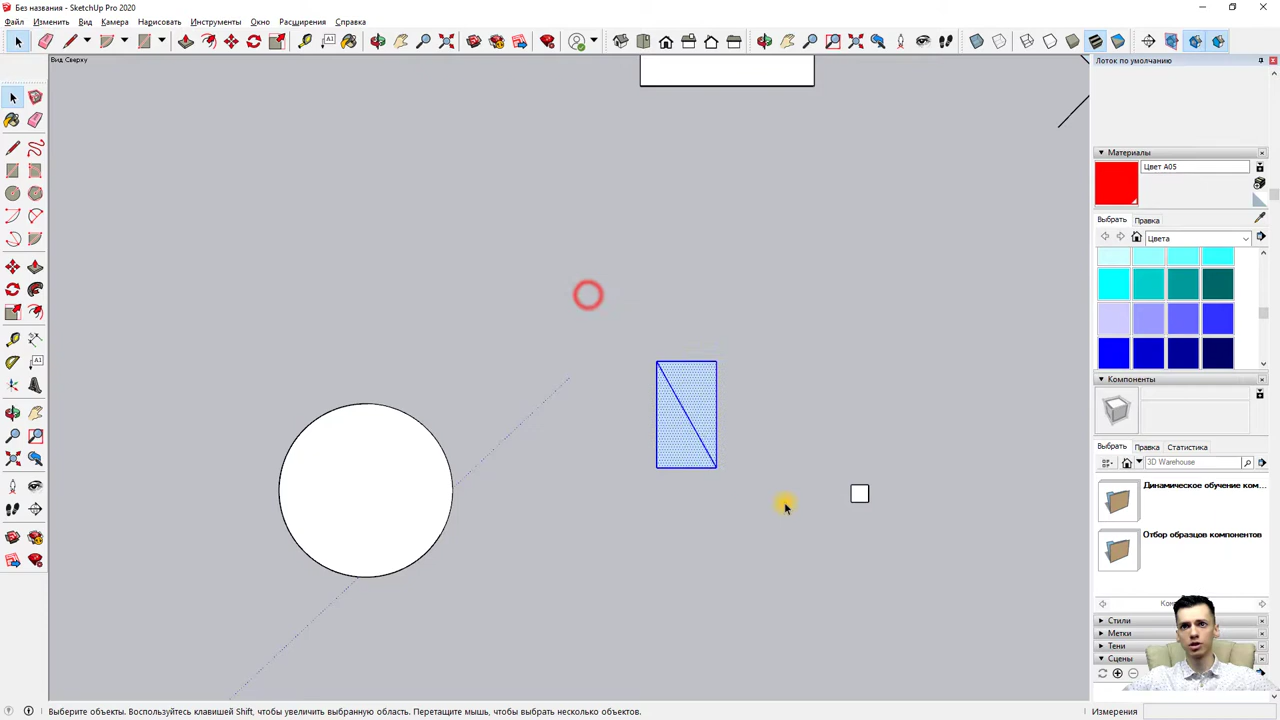 Без названия - SketchUp Pro 2020
Файл Изменить Вид Камера Нарисовать Инструменты Окно Расширения Справка
Вид Сверху
Лоток по умолчанию
Материалы
Цвет A05
Выбрать Правка
Цвета
Компоненты
Выбрать Правка Статистика
3D Warehouse
Динамическое обучение ком...
Отбор образцов компонентов
Стили
Метки
Тени
Сцены
Выберите объекты. Воспользуйтесь клавишей Shift, чтобы увеличить выбранную область. Перетащите мышь, чтобы выбрать несколько объектов.
Измерения